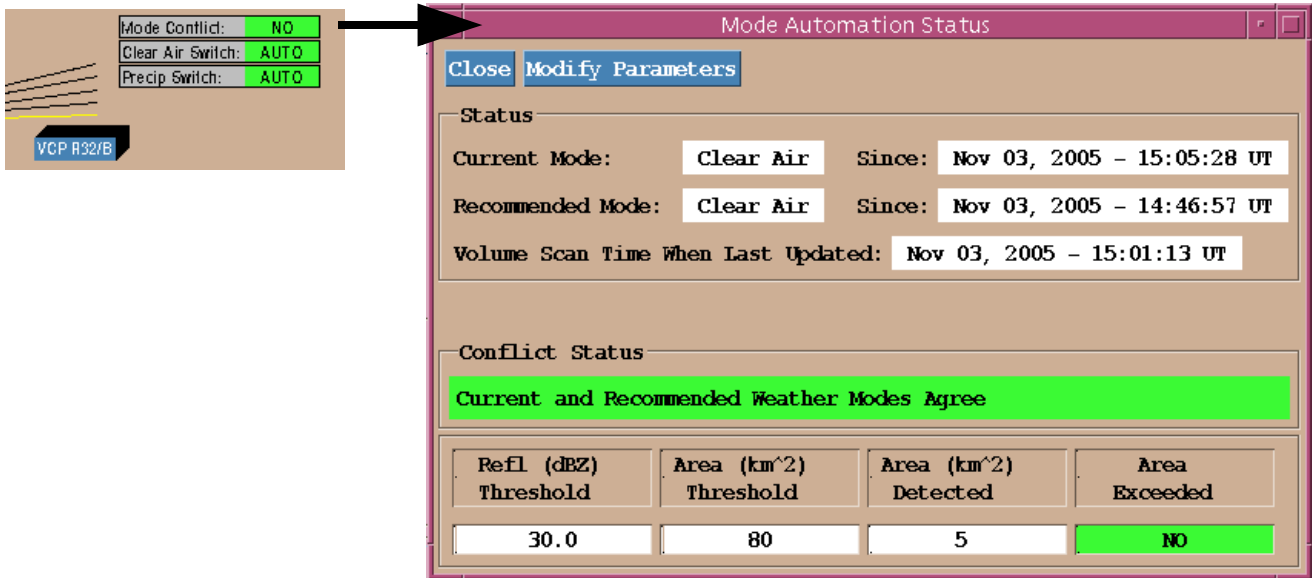 Mode Conflict: NO
Clear Air Switch: AUTO
Precip Switch: AUTO
VCP R32/B
Mode Automation Status
Close Modify Parameters
Status
Current Mode: Clear Air Since: Nov 03, 2005 - 15:05:28 UT
Recommended Mode: Clear Air Since: Nov 03, 2005 - 14:46:57 UT
Volume Scan Time When Last Updated: Nov 03, 2005 - 15:01:13 UT
Conflict Status
Current and Recommended Weather Modes Agree
Refl (dBZ) Area (km^2) Area (km^2) Area
Threshold Threshold Detected Exceeded
30.0 80 5 NO